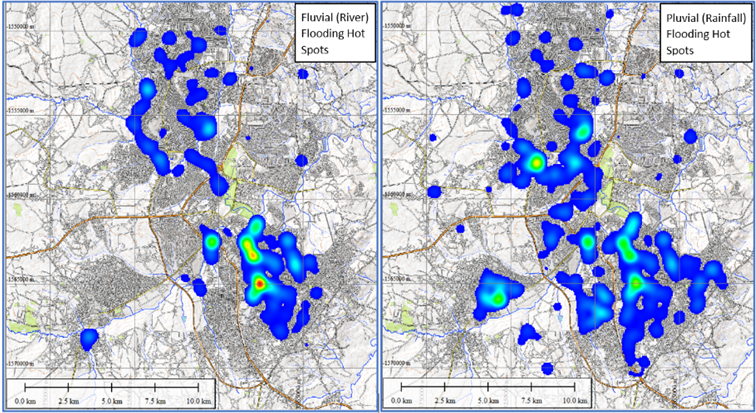 Fluvial (River)
Flooding Hot
Spots
1550000 m
1555000 m
1560000 m
1565000 m
1570000 m
0.0 km 2.5 km 5.0 km 7.5 km 10.0 km
Pluvial (Rainfall)
Flooding Hot
Spots
1550000 m
1555000 m
1560000 m
1565000 m
1570000 m
0.0 km 2.5 km 5.0 km 7.5 km 10.0 km